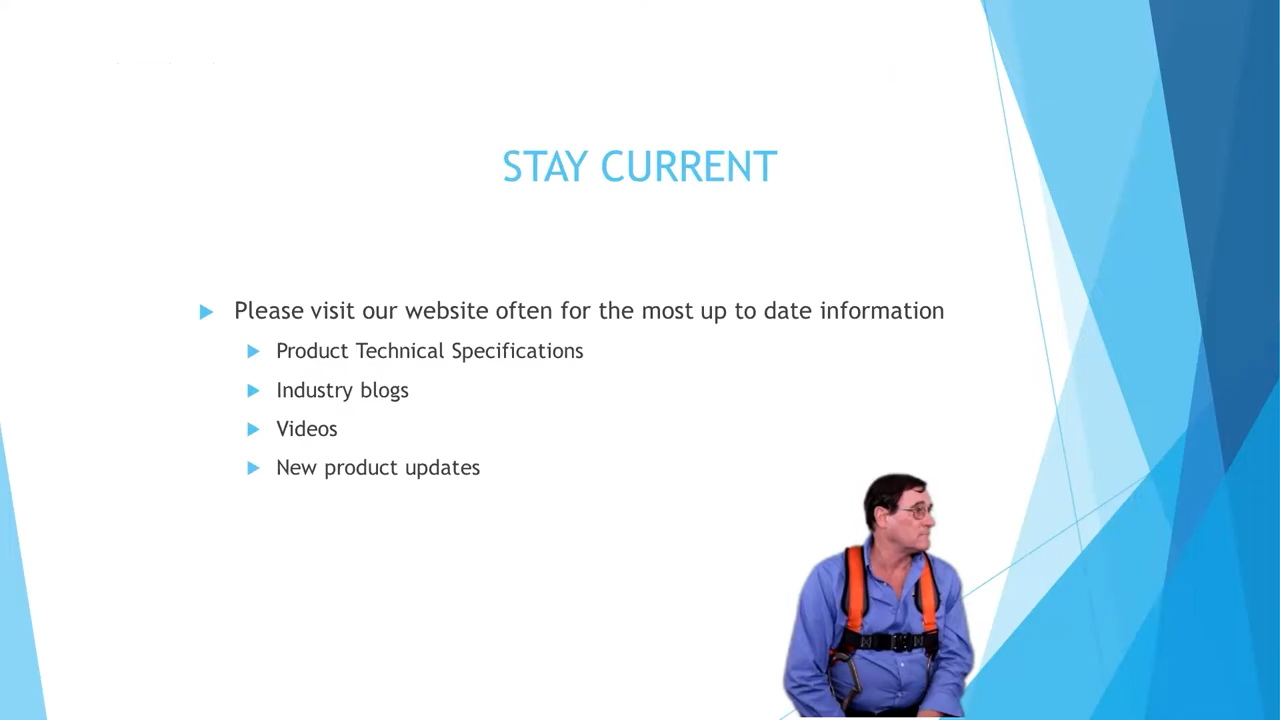 STAY CURRENT
Please visit our website often for the most up to date information
Product Technical Specifications
Industry blogs
Videos
New product updates